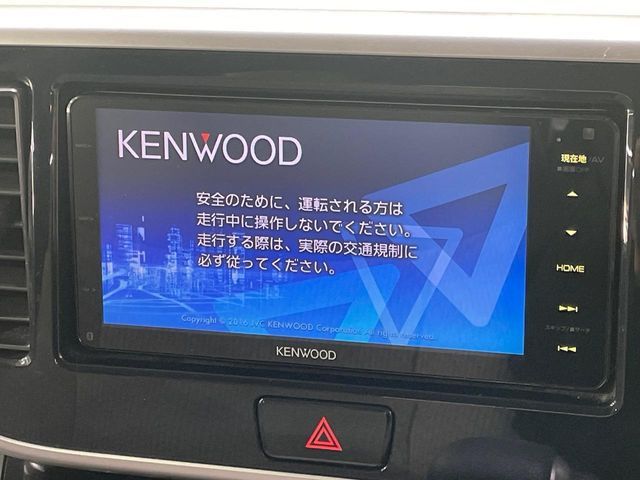 KENWOOD
安全のために、運転される方は
走行中に操作しないでください。
走行する際は、実際の交通規制に
必ず従ってください。
Copyright © 2016 JVC KENWOOD Corporation All rights reserved.
KENWOOD
現在地/AV
HOME